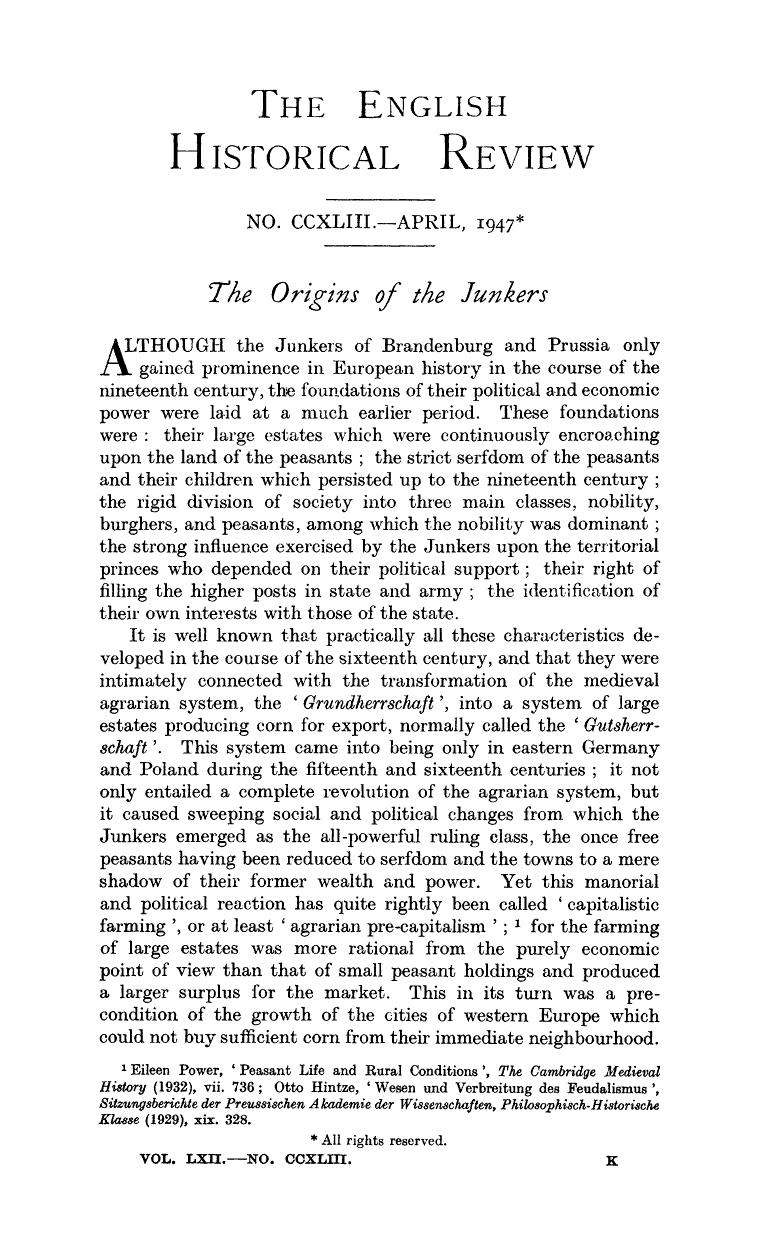 THE ENGLISH
HISTORICAL REVIEW
NO. CCXLIII.—APRIL, 1947*
The Origins of the Junkers
ALTHOUGH the Junkers of Brandenburg and Prussia only
gained prominence in European history in the course of the
nineteenth century, the foundations of their political and economic
power were laid at a much earlier period. These foundations
were : their large estates which were continuously encroaching
upon the land of the peasants ; the strict serfdom of the peasants
and their children which persisted up to the nineteenth century ;
the rigid division of society into three main classes, nobility,
burghers, and peasants, among which the nobility was dominant ;
the strong influence exercised by the Junkers upon the territorial
princes who depended on their political support ; their right of
filling the higher posts in state and army ; the identification of
their own interests with those of the state.
It is well known that practically all these characteristics de-
veloped in the course of the sixteenth century, and that they were
intimately connected with the transformation of the medieval
agrarian system, the ‘ Grundherrschaft ’, into a system of large
estates producing corn for export, normally called the ‘ Gutsherr-
schaft ’. This system came into being only in eastern Germany
and Poland during the fifteenth and sixteenth centuries ; it not
only entailed a complete revolution of the agrarian system, but
it caused sweeping social and political changes from which the
Junkers emerged as the all-powerful ruling class, the once free
peasants having been reduced to serfdom and the towns to a mere
shadow of their former wealth and power. Yet this manorial
and political reaction has quite rightly been called ‘ capitalistic
farming ’, or at least ‘ agrarian pre-capitalism ’ ; ¹ for the farming
of large estates was more rational from the purely economic
point of view than that of small peasant holdings and produced
a larger surplus for the market. This in its turn was a pre-
condition of the growth of the cities of western Europe which
could not buy sufficient corn from their immediate neighbourhood.
¹ Eileen Power, ‘ Peasant Life and Rural Conditions ’, The Cambridge Medieval
History (1932), vii. 736 ; Otto Hintze, ‘ Wesen und Verbreitung des Feudalismus ’,
Sitzungsberichte der Preussischen Akademie der Wissenschaften, Philosophisch-Historische
Klasse (1929), xix. 328.
* All rights reserved.
VOL. LXII.—NO. CCXLIII. K